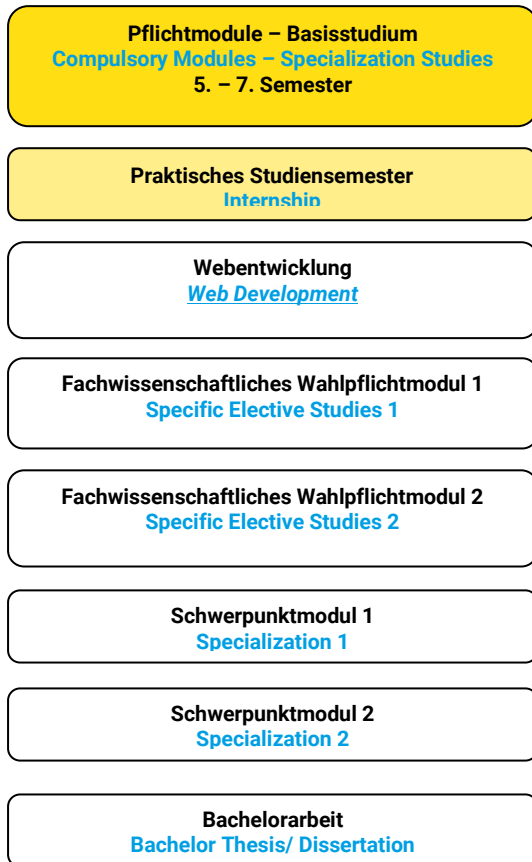 Pflichtmodule – Basisstudium
Compulsory Modules – Specialization Studies
5. – 7. Semester
Praktisches Studiensemester
Internship
Webentwicklung
Web Development
Fachwissenschaftliches Wahlpflichtmodul 1
Specific Elective Studies 1
Fachwissenschaftliches Wahlpflichtmodul 2
Specific Elective Studies 2
Schwerpunktmodul 1
Specialization 1
Schwerpunktmodul 2
Specialization 2
Bachelorarbeit
Bachelor Thesis/ Dissertation